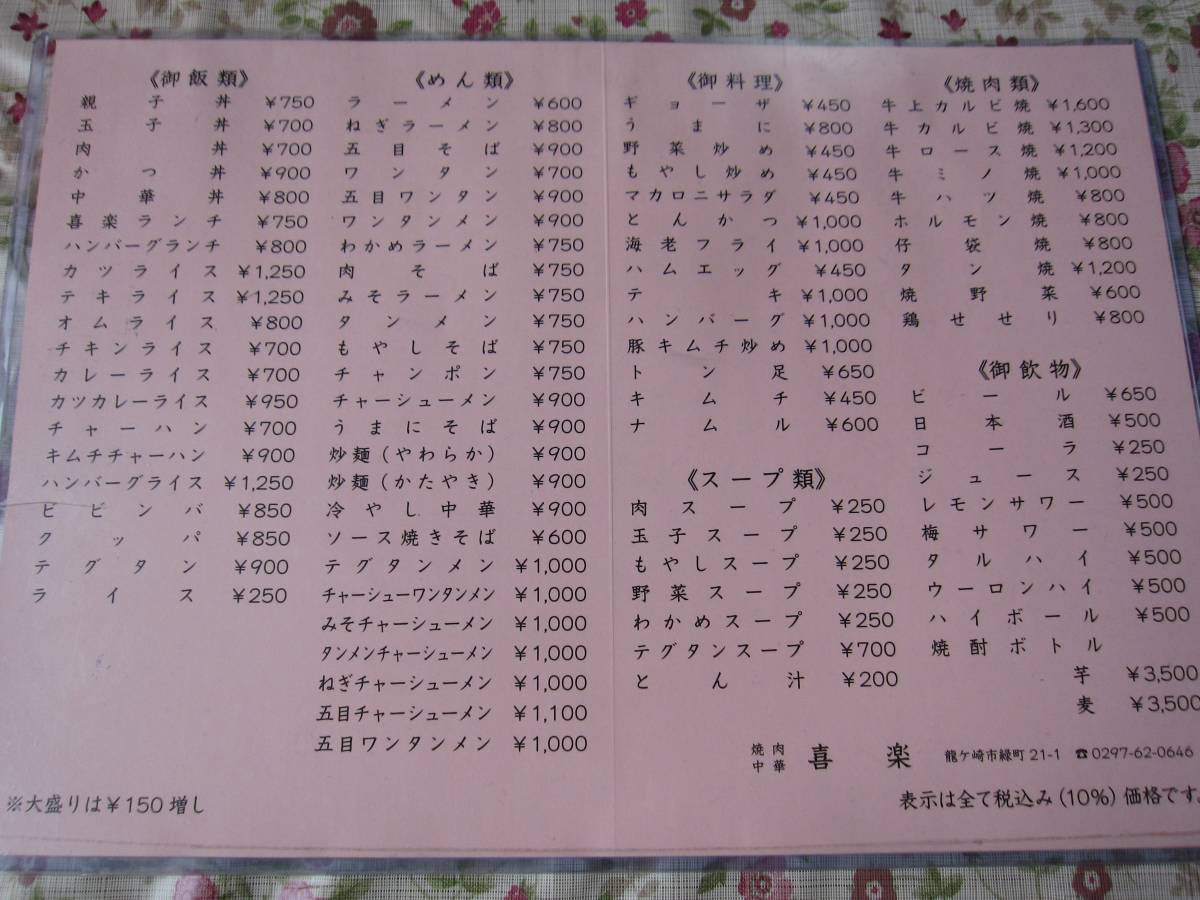 《御飯類》
親子丼 ¥750
玉子丼 ¥700
肉丼 ¥700
かつ丼 ¥900
中華丼 ¥800
喜楽ランチ ¥750
ハンバーグランチ ¥800
カツライス ¥1,250
テキライス ¥1,250
オムライス ¥800
チキンライス ¥700
カレーライス ¥700
カツカレーライス ¥950
チャーハン ¥700
キムチチャーハン ¥900
ハンバーグライス ¥1,250
ビビンバ ¥850
クッパ ¥850
テグタン ¥900
ライス ¥250
《めん類》
ラーメン ¥600
ねぎラーメン ¥800
五目そば ¥900
ワンタン ¥700
五目ワンタン ¥900
ワンタンメン ¥900
わかめラーメン ¥750
肉そば ¥750
みそラーメン ¥750
タンメン ¥750
もやしそば ¥750
チャンポン ¥750
チャーシューメン ¥900
うまにそば ¥900
炒麺(やわらか) ¥900
炒麺(かたやき) ¥900
冷やし中華 ¥900
ソース焼きそば ¥600
テグタンメン ¥1,000
チャーシューワンタンメン ¥1,000
みそチャーシューメン ¥1,000
タンメンチャーシューメン ¥1,000
ねぎチャーシューメン ¥1,000
五目チャーシューメン ¥1,100
五目ワンタンメン ¥1,000
※大盛りは¥150増し
《御料理》
ギョーザ ¥450
うまに ¥800
野菜炒め ¥450
もやし炒め ¥450
マカロニサラダ ¥450
とんかつ ¥1,000
海老フライ ¥1,000
ハムエッグ ¥450
テキ ¥1,000
ハンバーグ ¥1,000
豚キムチ炒め ¥1,000
トン足 ¥650
キムチ ¥450
ナムル ¥600
《スープ類》
肉スープ ¥250
玉子スープ ¥250
もやしスープ ¥250
野菜スープ ¥250
わかめスープ ¥250
テグタンスープ ¥700
とん汁 ¥200
《焼肉類》
牛上カルビ焼 ¥1,600
牛カルビ焼 ¥1,300
牛ロース焼 ¥1,200
牛ミノ焼 ¥1,000
牛ハツ焼 ¥800
ホルモン焼 ¥800
仔袋焼 ¥800
タン焼 ¥1,200
焼野菜 ¥600
鶏せせり ¥800
《御飲物》
ビール ¥650
日本酒 ¥500
コーラ ¥250
ジュース ¥250
レモンサワー ¥500
梅サワー ¥500
タルハイ ¥500
ウーロンハイ ¥500
ハイボール ¥500
焼酎ボトル
芋 ¥3,500
麦 ¥3,500
焼肉中華 喜楽 龍ケ崎市緑町21-1 ☎0297-62-0646
表示は全て税込み(10%)価格です。